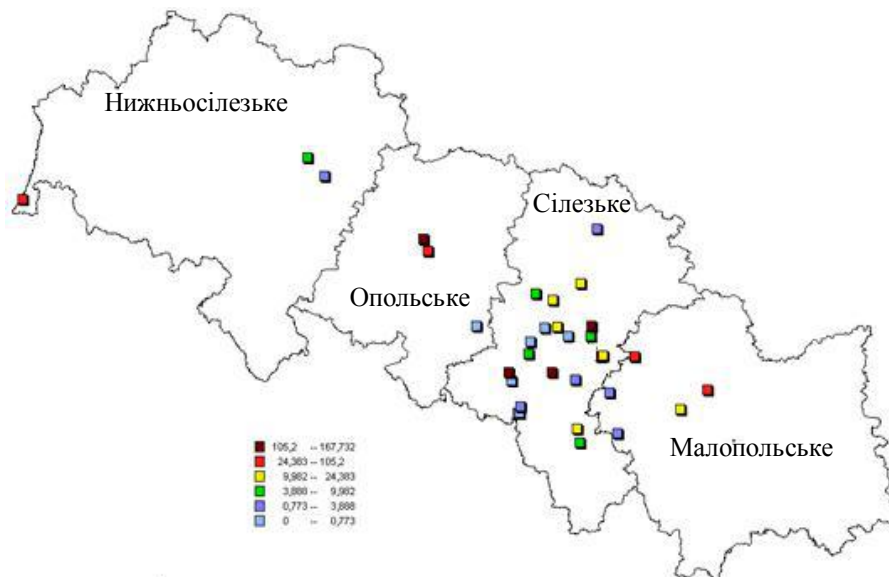 Нижньосілезьке
Сілезьке
Опольське
Малопольське
105,2 -- 167,732
24,383 -- 105,2
9,982 -- 24,383
3,888 -- 9,982
0,773 -- 3,888
0 -- 0,773